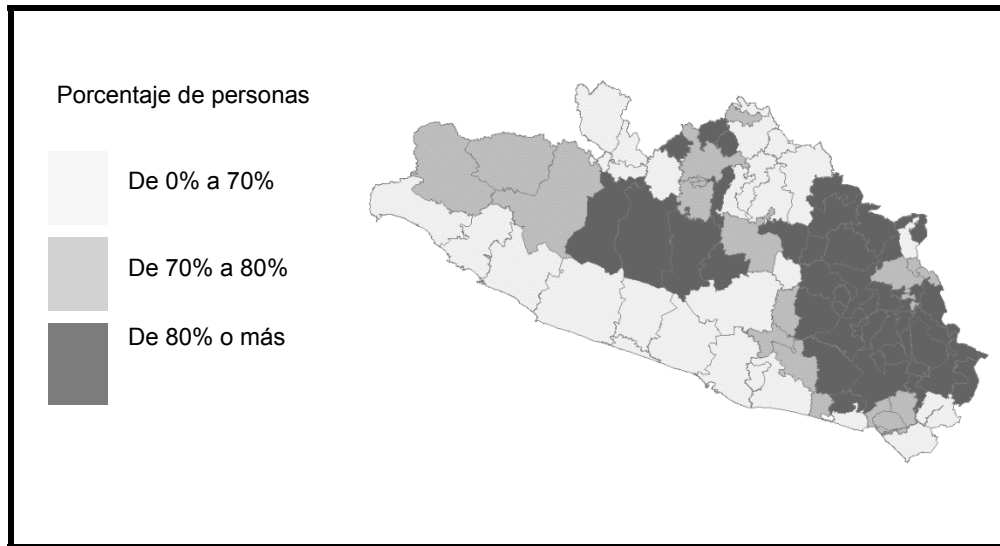 Porcentaje de personas
De 0% a 70%
De 70% a 80%
De 80% o más